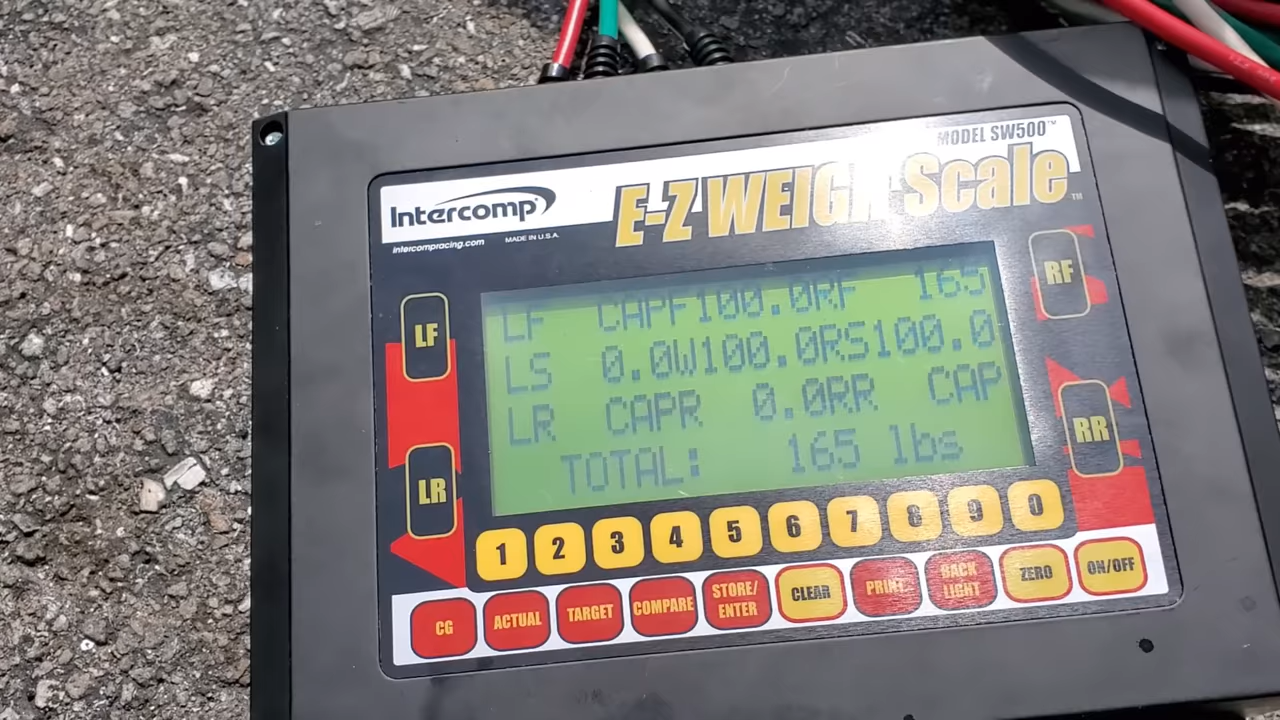 MODEL SW500™
Intercomp®
E-Z WEIGH Scale™
intercompracing.com MADE IN U.S.A.
LF
RF
LR
RR
LF CAPF100.0RF 165
LS 0.0W100.0RS100.0
LR CAPR 0.0RR CAP
TOTAL: 165 lbs
1 2 3 4 5 6 7 8 9 0
CG ACTUAL TARGET COMPARE STORE/ENTER CLEAR PRINT BACK LIGHT ZERO ON/OFF